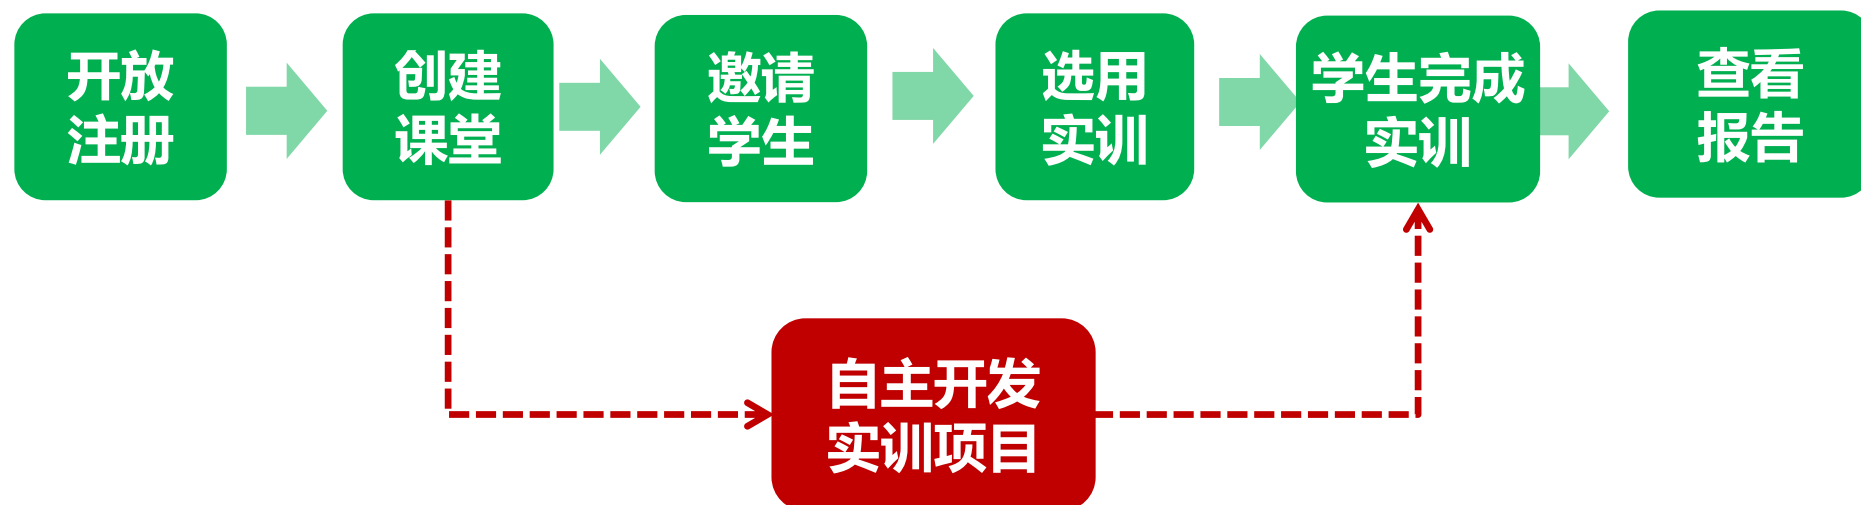 开放
注册
创建
课堂
邀请
学生
选用
实训
学生完成
实训
查看
报告
自主开发
实训项目